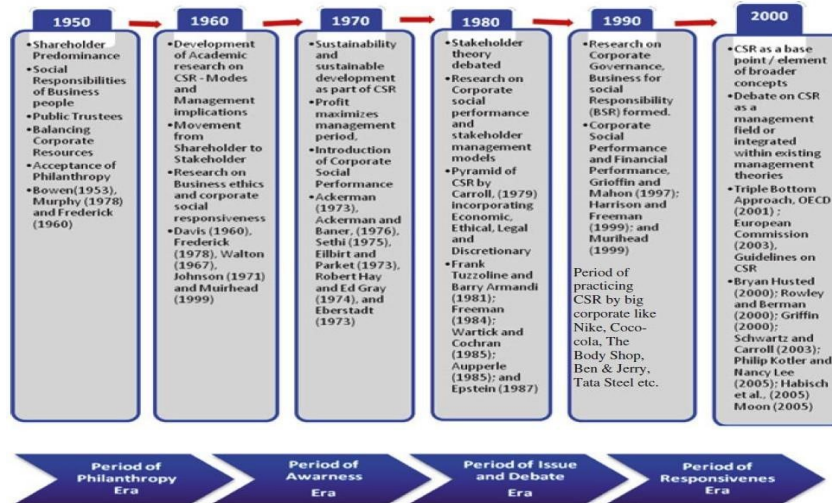 1950
•Shareholder
Predominance
•Social
Responsibilities
of Business
people
•Public Trustees
•Balancing
Corporate
Resources
•Acceptance of
Philanthropy
•Bowen(1953),
Murphy (1978)
and Frederick
(1960)
1960
•Development
of Academic
research on
CSR - Modes
and
Management
implications
•Movement
from
Shareholder to
Stakeholder
•Research on
Business ethics
and corporate
social
responsiveness
•Davis (1960),
Frederick
(1978), Walton
(1967),
Johnson (1971)
and Muirhead
(1999)
1970
•Sustainability
and
sustainable
development
as part of CSR
•Profit
maximizes
management
period,
•Introduction
of Corporate
Social
Performance
•Ackerman
(1973),
Ackerman and
Baner, (1976),
Sethi (1975),
Eilbirt and
Parket (1973),
Robert Hay
and Ed Gray
(1974), and
Eberstadt
(1973)
1980
•Stakeholder
theory
debated
•Research on
Corporate
social
performance
and
stakeholder
management
models
•Pyramid of
CSR by
Carroll, (1979)
incorporating
Economic,
Ethical, Legal
and
Discretionary
•Frank
Tuzzoline and
Barry Armandi
(1981);
Freeman
(1984);
Wartick and
Cochran
(1985);
Aupperle
(1985); and
Epstein (1987)
1990
•Research on
Corporate
Governance,
Business for
social
Responsibility
(BSR) formed.
•Corporate
Social
Performance
and Financial
Performance,
Grioffin and
Mahon (1997);
Harrison and
Freeman
(1999); and
Murihead
(1999)
Period of
practicing
CSR by big
corporate like
Nike, Coco-
cola, The
Body Shop,
Ben & Jerry,
Tata Steel etc.
2000
•CSR as a base
point / element
of broader
concepts
•Debate on CSR
as a
management
field or
integrated
within existing
management
theories
•Triple Bottom
Approach, OECD
(2001) ;
European
Commission
(2003),
Guidelines on
CSR
•Bryan Husted
(2000); Rowley
and Berman
(2000); Griffin
(2000);
Schwartz and
Carroll (2003);
Philip Kotler and
Nancy Lee
(2005); Habisch
et al., (2005)
Moon (2005)
Period of
Philanthropy
Era
Period of
Awarness
Era
Period of Issue
and Debate
Era
Period of
Responsivenes
Era